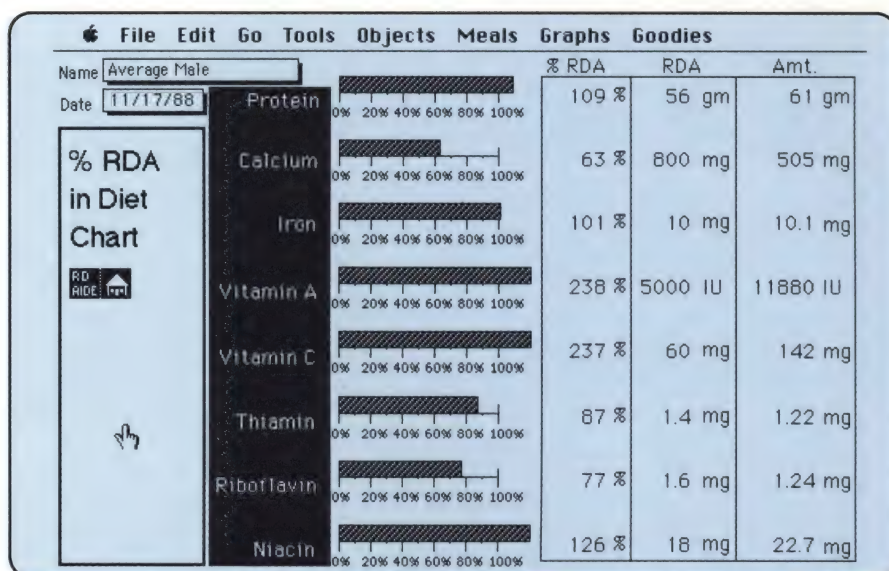 File Edit Go Tools Objects Meals Graphs Goodies
Name Average Male
Date 11/17/88
% RDA
in Diet
Chart
RD
AIDE
% RDA RDA Amt.
Protein 0% 20% 40% 60% 80% 100% 109 % 56 gm 61 gm
Calcium 0% 20% 40% 60% 80% 100% 63 % 800 mg 505 mg
Iron 0% 20% 40% 60% 80% 100% 101 % 10 mg 10.1 mg
Vitamin A 0% 20% 40% 60% 80% 100% 238 % 5000 IU 11880 IU
Vitamin C 0% 20% 40% 60% 80% 100% 237 % 60 mg 142 mg
Thiamin 0% 20% 40% 60% 80% 100% 87 % 1.4 mg 1.22 mg
Riboflavin 0% 20% 40% 60% 80% 100% 77 % 1.6 mg 1.24 mg
Niacin 0% 20% 40% 60% 80% 100% 126 % 18 mg 22.7 mg